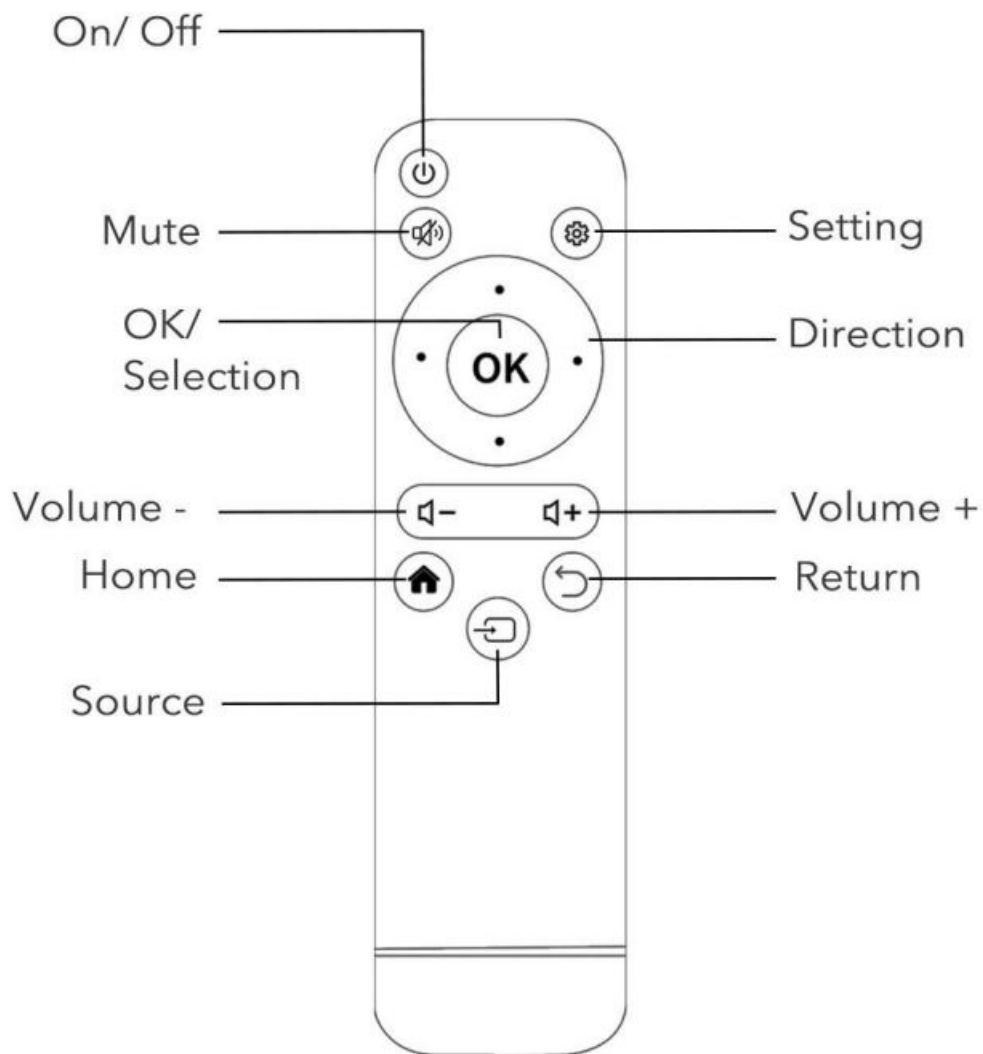 On/ Off
Mute
Setting
OK/
Selection
OK
Direction
Volume -
Volume +
Home
Return
Source